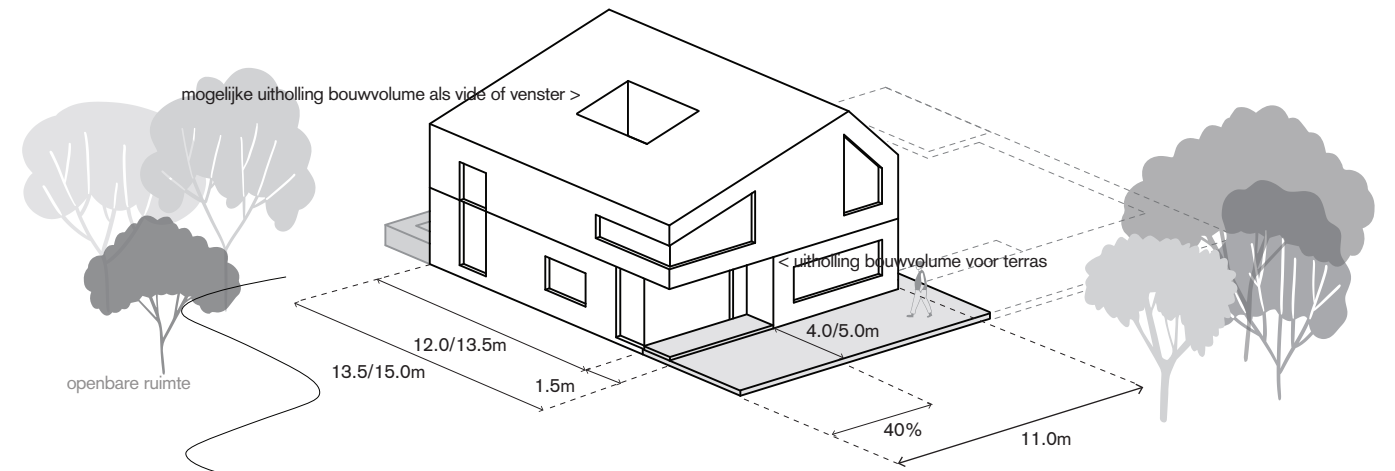 mogelijke uitholling bouwvolume als vide of venster >
< uitholling bouwvolume voor terras
4.0/5.0m
12.0/13.5m
13.5/15.0m
1.5m
openbare ruimte
40%
11.0m